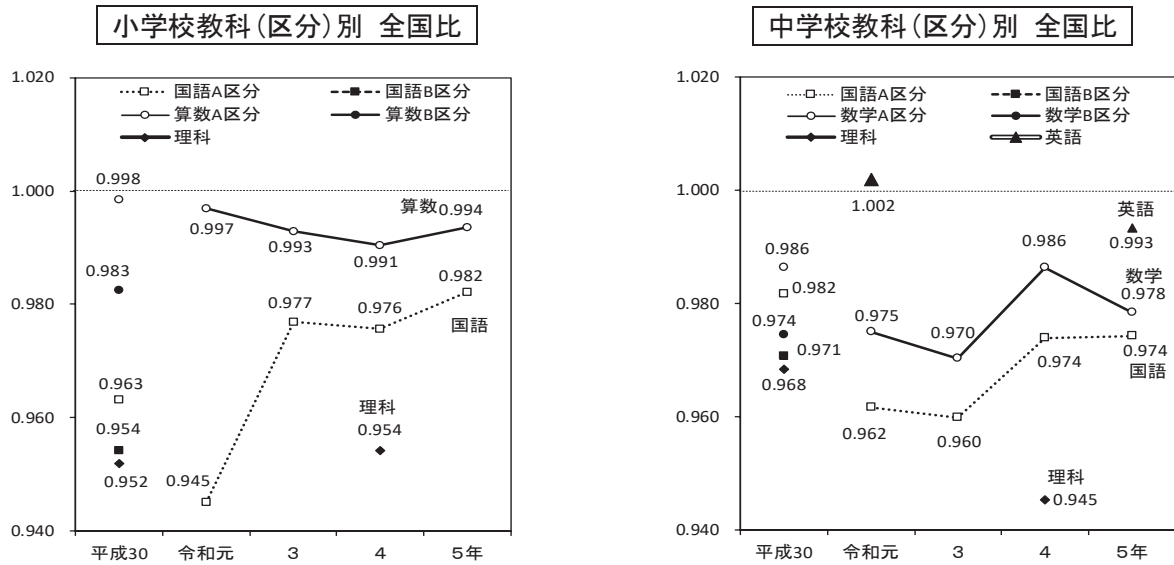 小学校教科(区分)別 全国比
1.020
1.000
0.980
0.960
0.940
国語A区分
国語B区分
算数A区分
算数B区分
理科
0.998
0.983
0.963
0.954
0.952
0.997
0.993
0.991
算数
0.994
0.945
0.977
0.976
0.982
国語
理科
0.954
平成30
令和元
3
4
5年
中学校教科(区分)別 全国比
1.020
1.000
0.980
0.960
0.940
国語A区分
国語B区分
数学A区分
数学B区分
理科
英語
1.002
英語
0.993
0.986
0.982
0.974
0.971
0.968
0.975
0.970
0.986
数学
0.978
0.962
0.960
0.974
0.974
国語
理科
0.945
平成30
令和元
3
4
5年